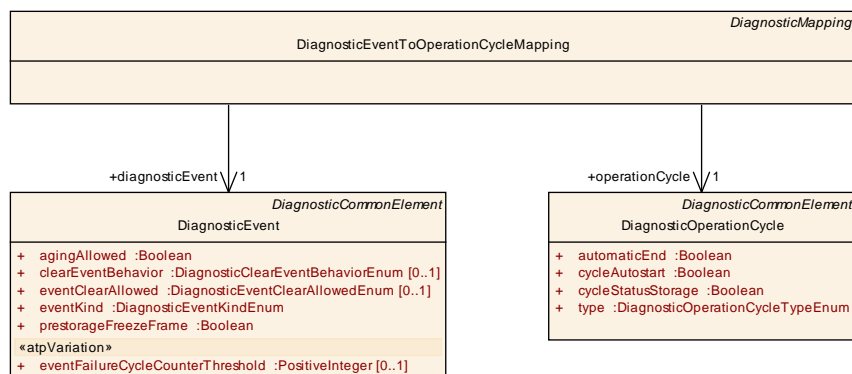 DiagnosticMapping
DiagnosticEventToOperationCycleMapping
+diagnosticEvent 1
+operationCycle 1
DiagnosticCommonElement
DiagnosticEvent
+ agingAllowed :Boolean
+ clearEventBehavior :DiagnosticClearEventBehaviorEnum [0..1]
+ eventClearAllowed :DiagnosticEventClearAllowedEnum [0..1]
+ eventKind :DiagnosticEventKindEnum
+ prestorageFreezeFrame :Boolean
«atpVariation»
+ eventFailureCycleCounterThreshold :PositiveInteger [0..1]
DiagnosticCommonElement
DiagnosticOperationCycle
+ automaticEnd :Boolean
+ cycleAutostart :Boolean
+ cycleStatusStorage :Boolean
+ type :DiagnosticOperationCycleTypeEnum